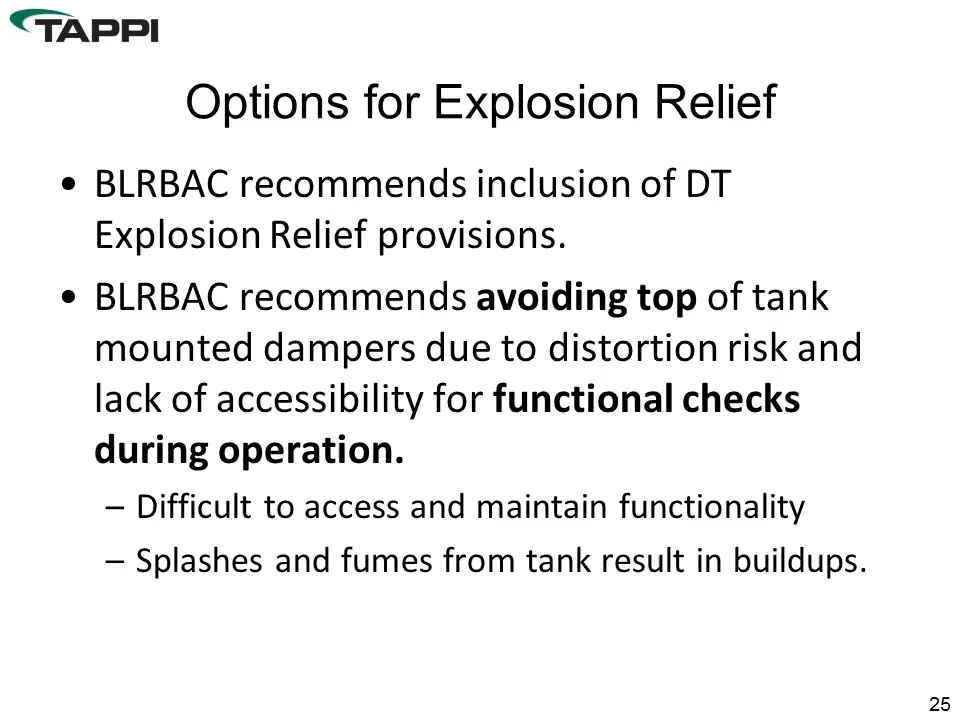 TAPPI
Options for Explosion Relief
• BLRBAC recommends inclusion of DT
Explosion Relief provisions.
• BLRBAC recommends avoiding top of tank
mounted dampers due to distortion risk and
lack of accessibility for functional checks
during operation.
– Difficult to access and maintain functionality
– Splashes and fumes from tank result in buildups.
25